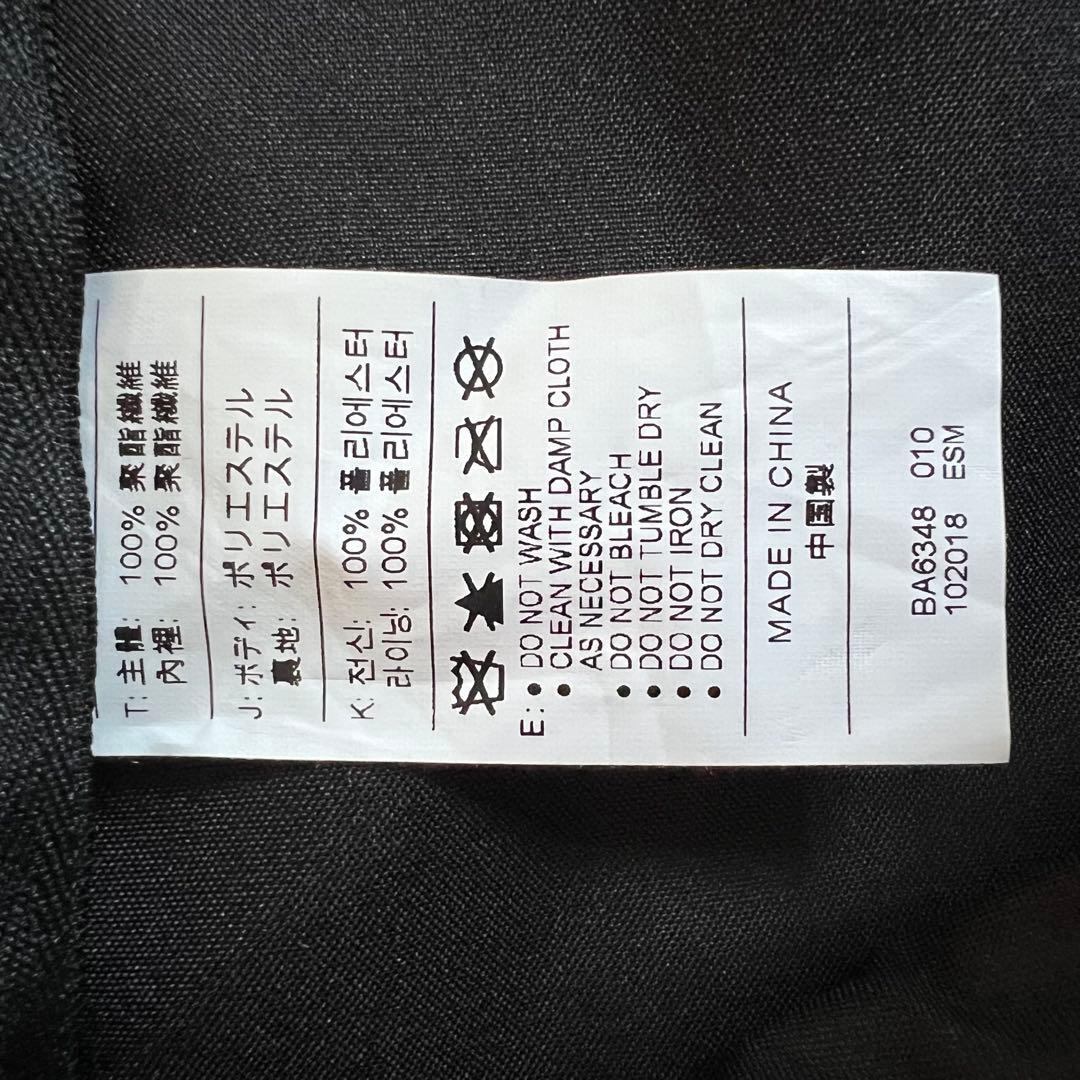 T: 主體: 100% 聚酯纖維
內裡: 100% 聚酯纖維
J: ボディ: ポリエステル
裏地: ポリエステル
K: 전신: 100% 폴리에스터
라이닝: 100% 폴리에스터
E: • DO NOT WASH
• CLEAN WITH DAMP CLOTH
AS NECESSARY
• DO NOT BLEACH
• DO NOT TUMBLE DRY
• DO NOT IRON
• DO NOT DRY CLEAN
MADE IN CHINA
中國製
BA6348 010
102018 ESM